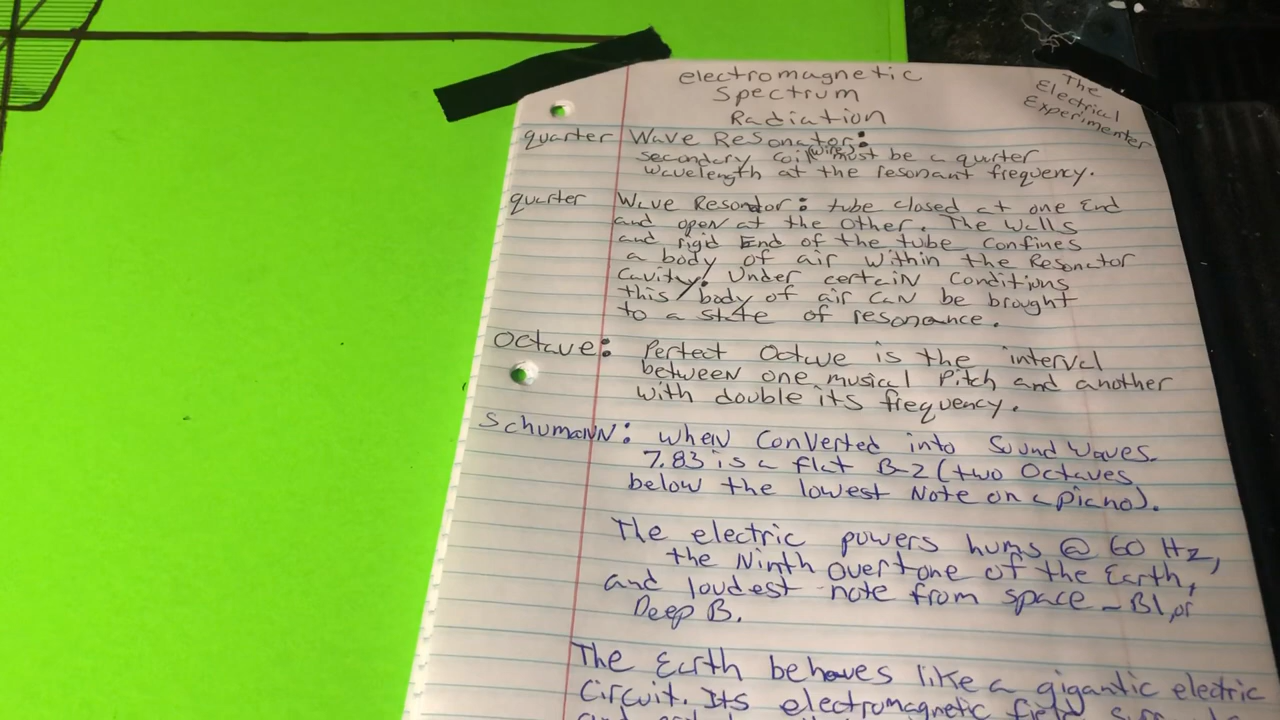 electromagnetic
Spectrum
Radiation
The
Electrical
Experimenter
quarter Wave Resonator:
secondary coil (wire) must be a qurter
wavelength at the resonant frequency.
quarter Wave Resonator: tube closed at one End
and open at the other. The walls
and rigid End of the tube confines
a body of air within the Resonator
Cavity. Under certain Conditions
this body of air can be brought
to a state of resonance.
Octave: Perfect Octave is the interval
between one musical Pitch and another
with double its frequency.
Schumann: When Converted into Sound Waves.
7.83 is a flat B-2 (two Octaves
below the lowest Note on a piano).
The electric powers hums @ 60 Hz,
the Ninth overtone of the Earth,
and loudest note from space - B1, or
Deep B.
The Earth behaves like a gigantic electric
Circuit. Its electromagnetic field